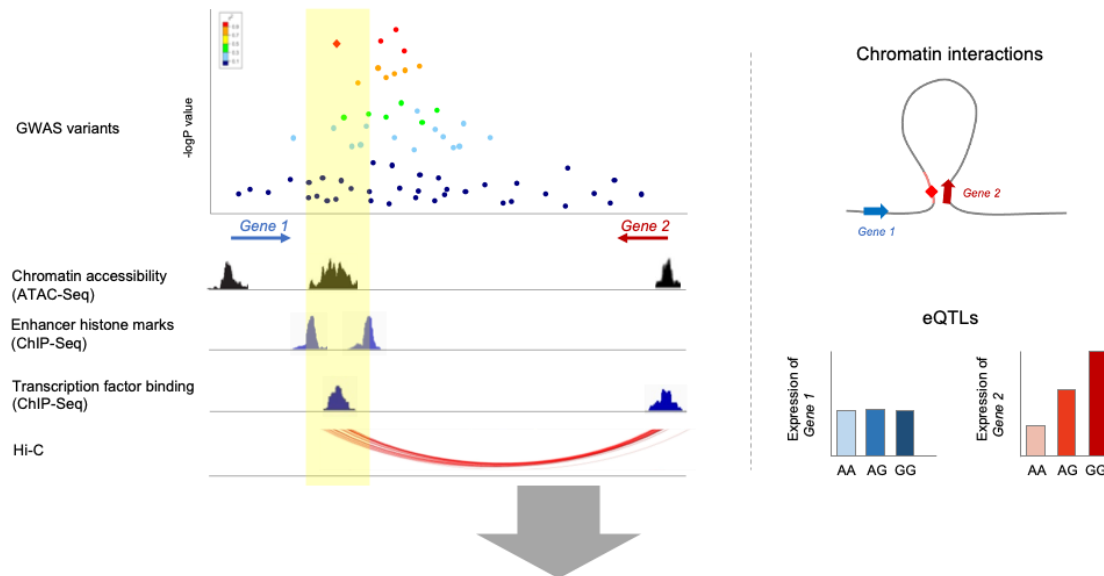 GWAS variants
-logP value
Gene 1
Gene 2
Chromatin accessibility
(ATAC-Seq)
Enhancer histone marks
(ChIP-Seq)
Transcription factor binding
(ChIP-Seq)
Hi-C
Chromatin interactions
Gene 2
Gene 1
eQTLs
Expression of
Gene 1
AA AG GG
Expression of
Gene 2
AA AG GG